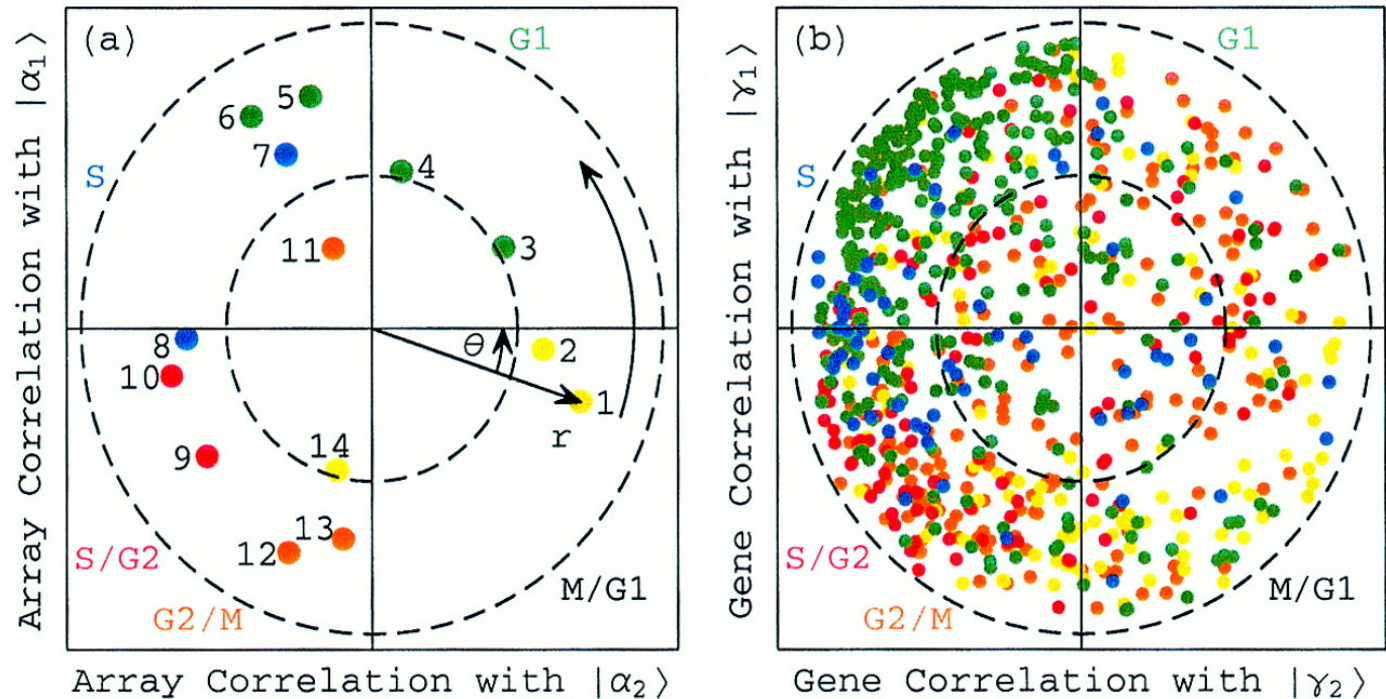 (a)
G1
5
6
7
4
S
11
3
θ
2
8
10
1
r
9
14
13
12
S/G2
G2/M
M/G1
Array Correlation with |α₁⟩
Array Correlation with |α₂⟩
(b)
G1
S
S/G2
G2/M
M/G1
Gene Correlation with |γ₁⟩
Gene Correlation with |γ₂⟩